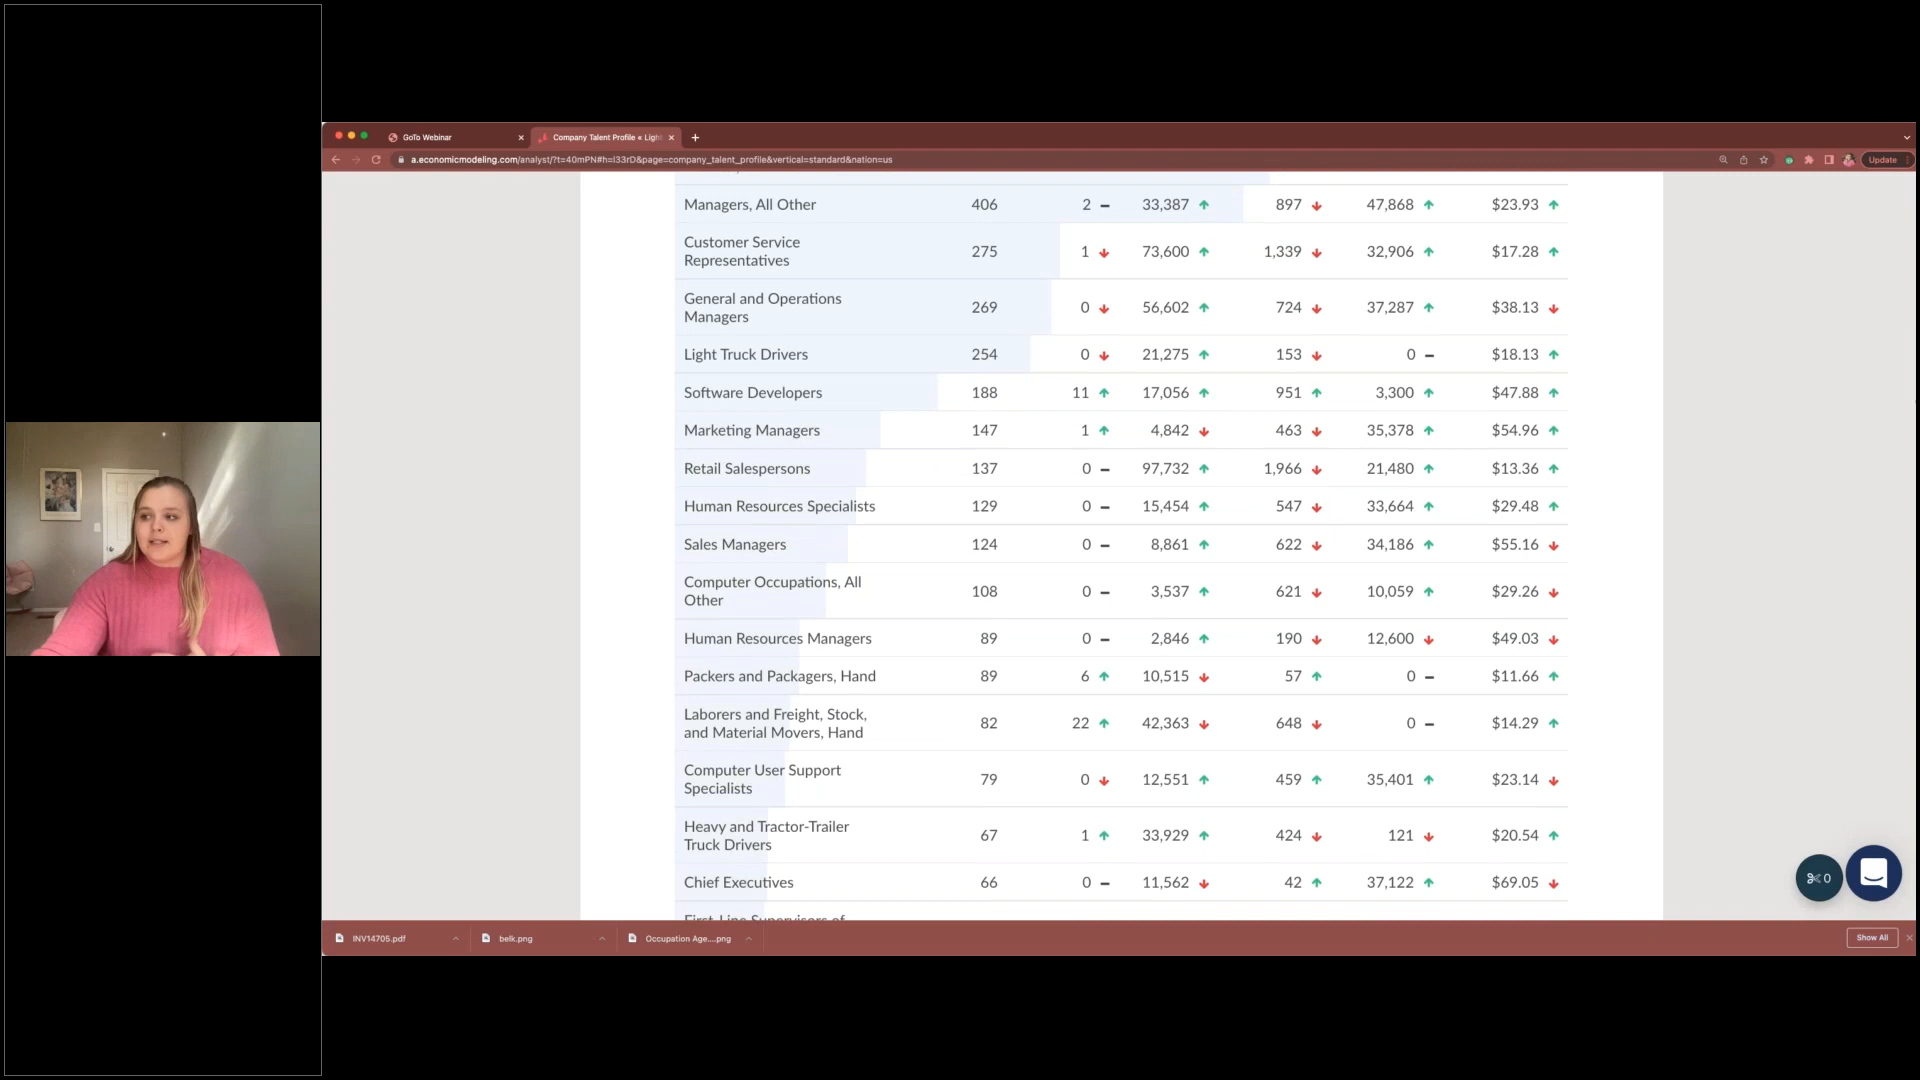 GoTo Webinar
Company Talent Profile « Ligh
a.economicmodeling.com/analyst/?t=40mPN#h=I33rD&page=company_talent_profile&vertical=standard&nation=us
Update
Managers, All Other 406 2 – 33,387 ↑ 897 ↓ 47,868 ↑ $23.93 ↑
Customer Service
Representatives 275 1 ↓ 73,600 ↑ 1,339 ↓ 32,906 ↑ $17.28 ↑
General and Operations
Managers 269 0 ↓ 56,602 ↑ 724 ↓ 37,287 ↑ $38.13 ↓
Light Truck Drivers 254 0 ↓ 21,275 ↑ 153 ↓ 0 – $18.13 ↑
Software Developers 188 11 ↑ 17,056 ↑ 951 ↑ 3,300 ↑ $47.88 ↑
Marketing Managers 147 1 ↑ 4,842 ↓ 463 ↓ 35,378 ↑ $54.96 ↑
Retail Salespersons 137 0 – 97,732 ↑ 1,966 ↓ 21,480 ↑ $13.36 ↑
Human Resources Specialists 129 0 – 15,454 ↑ 547 ↓ 33,664 ↑ $29.48 ↑
Sales Managers 124 0 – 8,861 ↑ 622 ↓ 34,186 ↑ $55.16 ↓
Computer Occupations, All
Other 108 0 – 3,537 ↑ 621 ↓ 10,059 ↑ $29.26 ↓
Human Resources Managers 89 0 – 2,846 ↑ 190 ↓ 12,600 ↓ $49.03 ↓
Packers and Packagers, Hand 89 6 ↑ 10,515 ↓ 57 ↑ 0 – $11.66 ↑
Laborers and Freight, Stock,
and Material Movers, Hand 82 22 ↑ 42,363 ↓ 648 ↓ 0 – $14.29 ↑
Computer User Support
Specialists 79 0 ↓ 12,551 ↑ 459 ↑ 35,401 ↑ $23.14 ↓
Heavy and Tractor-Trailer
Truck Drivers 67 1 ↑ 33,929 ↑ 424 ↓ 121 ↓ $20.54 ↑
Chief Executives 66 0 – 11,562 ↓ 42 ↑ 37,122 ↑ $69.05 ↓
First-Line Supervisors of
0
INV14705.pdf
belk.png
Occupation Age....png
Show All